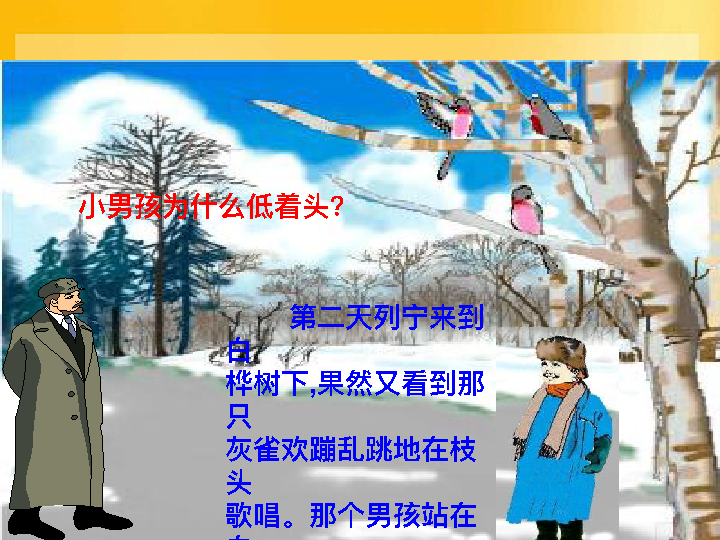 小男孩为什么低着头?
第二天列宁来到
白
桦树下,果然又看到那
只
灰雀欢蹦乱跳地在枝
头
歌唱。那个男孩站在